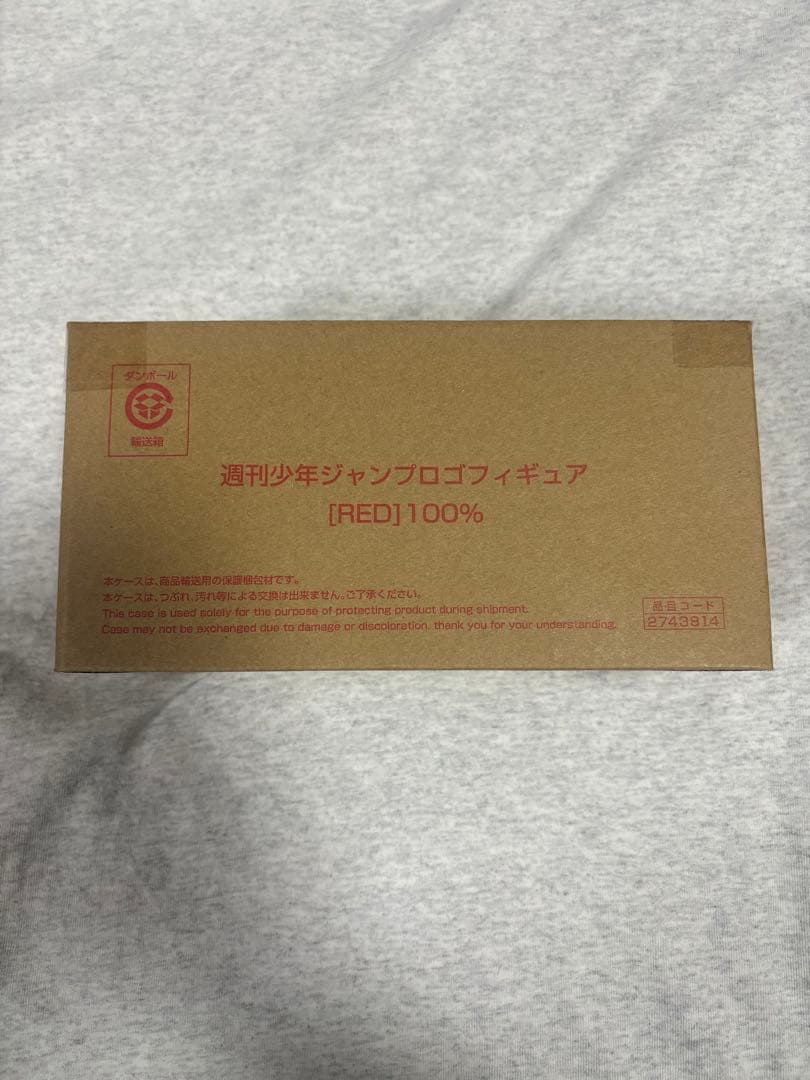 ダンボール
輸送箱
週刊少年ジャンプロゴフィギュア
[RED]100%
本ケースは、商品輸送用の保護梱包材です。
本ケースは、つぶれ、汚れ等による交換は出来ません。ご了承ください。
This case is used solely for the purpose of protecting product during shipment.
Case may not be exchanged due to damage or discoloration, thank you for your understanding.
品目コード
2743914